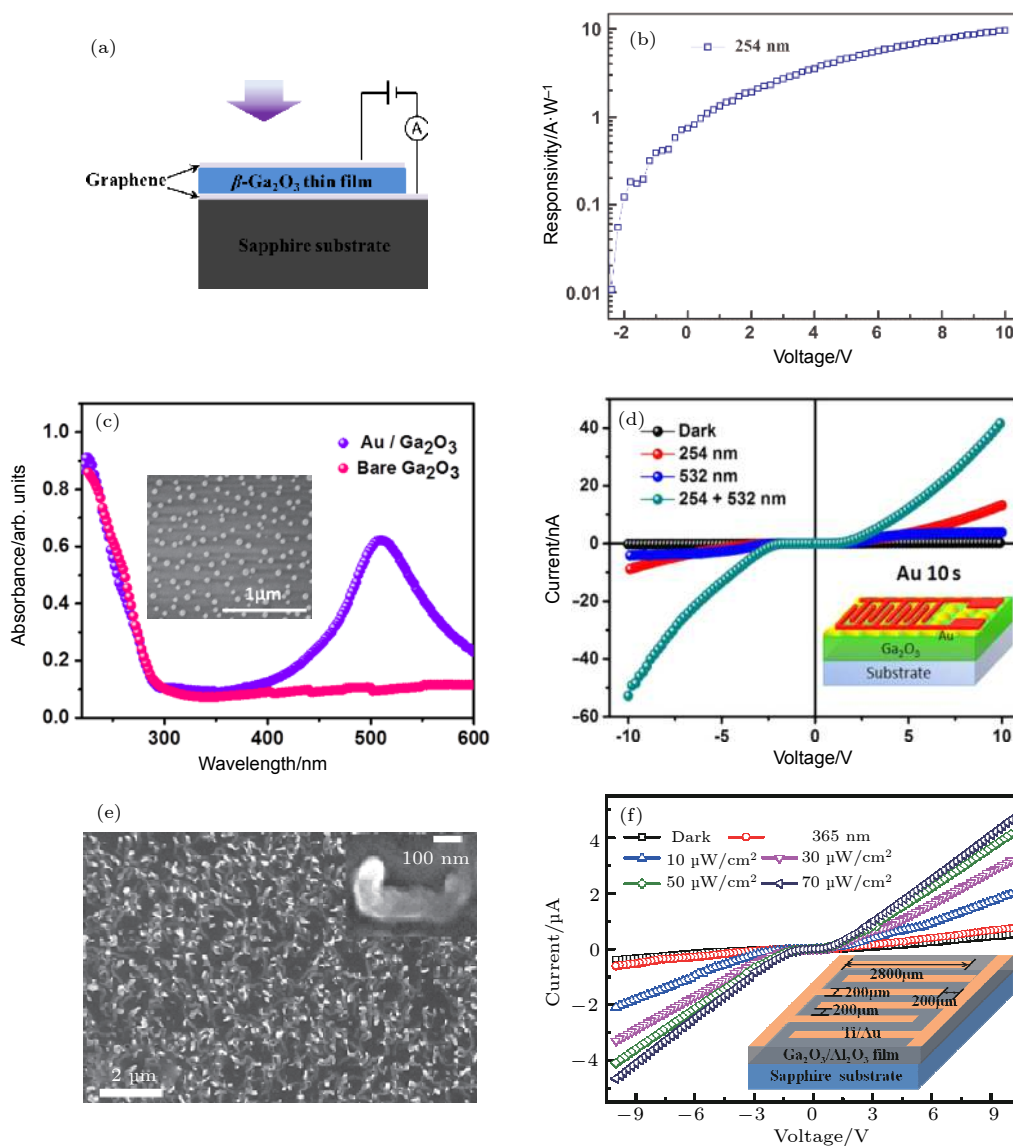 (a)
A
Graphene
β-Ga₂O₃ thin film
Sapphire substrate
(b)
254 nm
Responsivity/A·W⁻¹
10
1
0.1
0.01
-2 0 2 4 6 8 10
Voltage/V
(c)
Au / Ga₂O₃
Bare Ga₂O₃
1μm
Absorbance/arb. units
1.0
0.8
0.6
0.4
0.2
0.0
300 400 500 600
Wavelength/nm
(d)
Dark
254 nm
532 nm
254 + 532 nm
Current/nA
40
20
0
−20
−40
−60
Au 10 s
Au
Ga₂O₃
Substrate
-10 -5 0 5 10
Voltage/V
(e)
100 nm
2 μm
(f)
Dark 365 nm
10 μW/cm² 30 μW/cm²
50 μW/cm² 70 μW/cm²
Current/μA
4
2
0
−2
−4
2800μm
200μm
200μm
200μm
Ti/Au
Ga₂O₃/Al₂O₃ film
Sapphire substrate
−9 −6 −3 0 3 6 9
Voltage/V